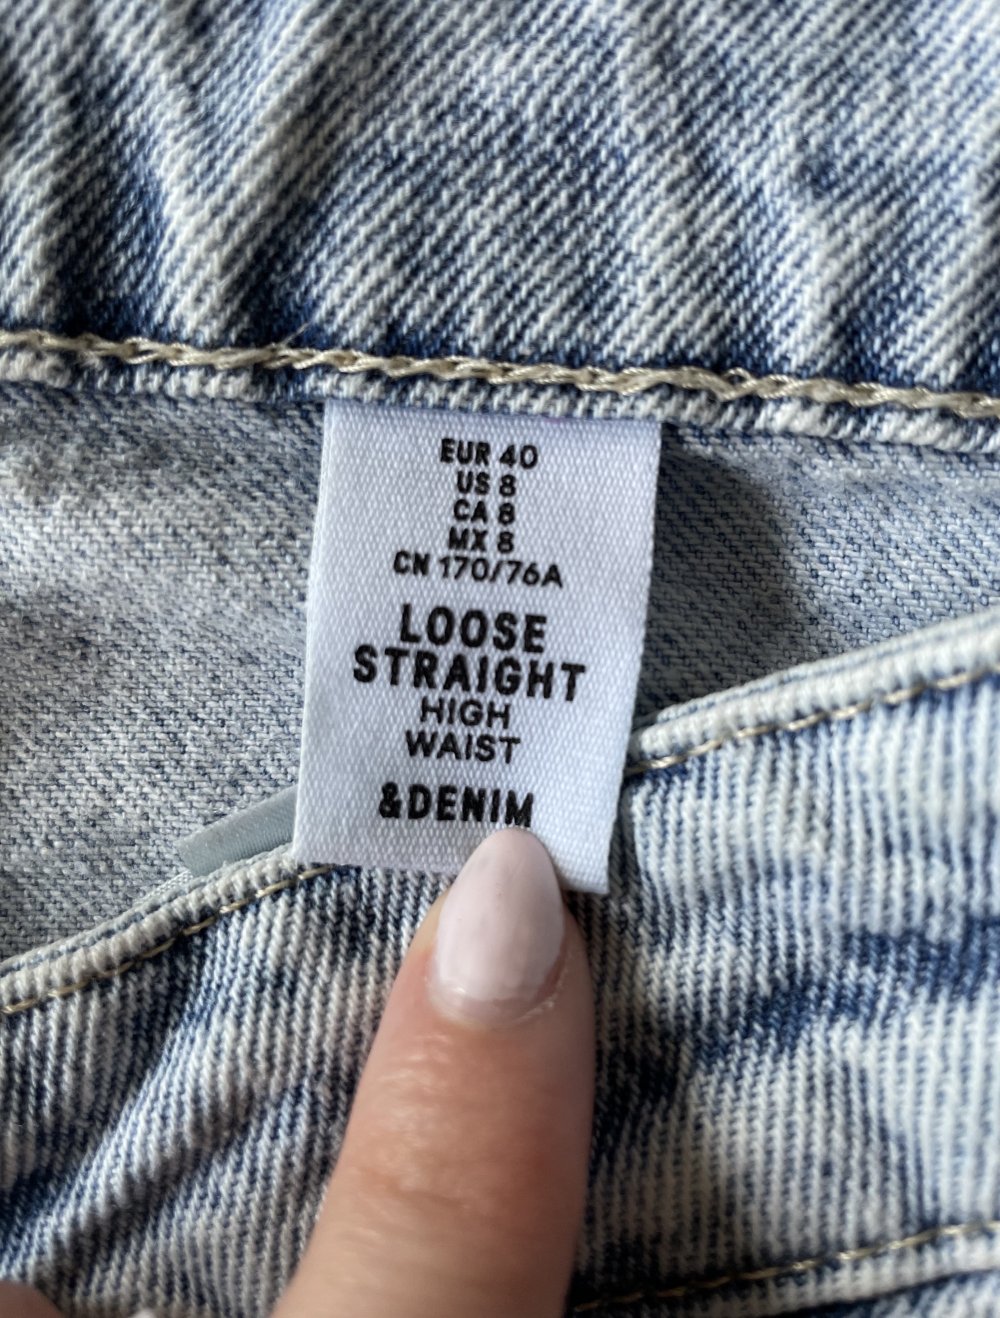 EUR 40
US 8
CA 8
MX 8
CN 170/76A
LOOSE
STRAIGHT
HIGH
WAIST
&DENIM